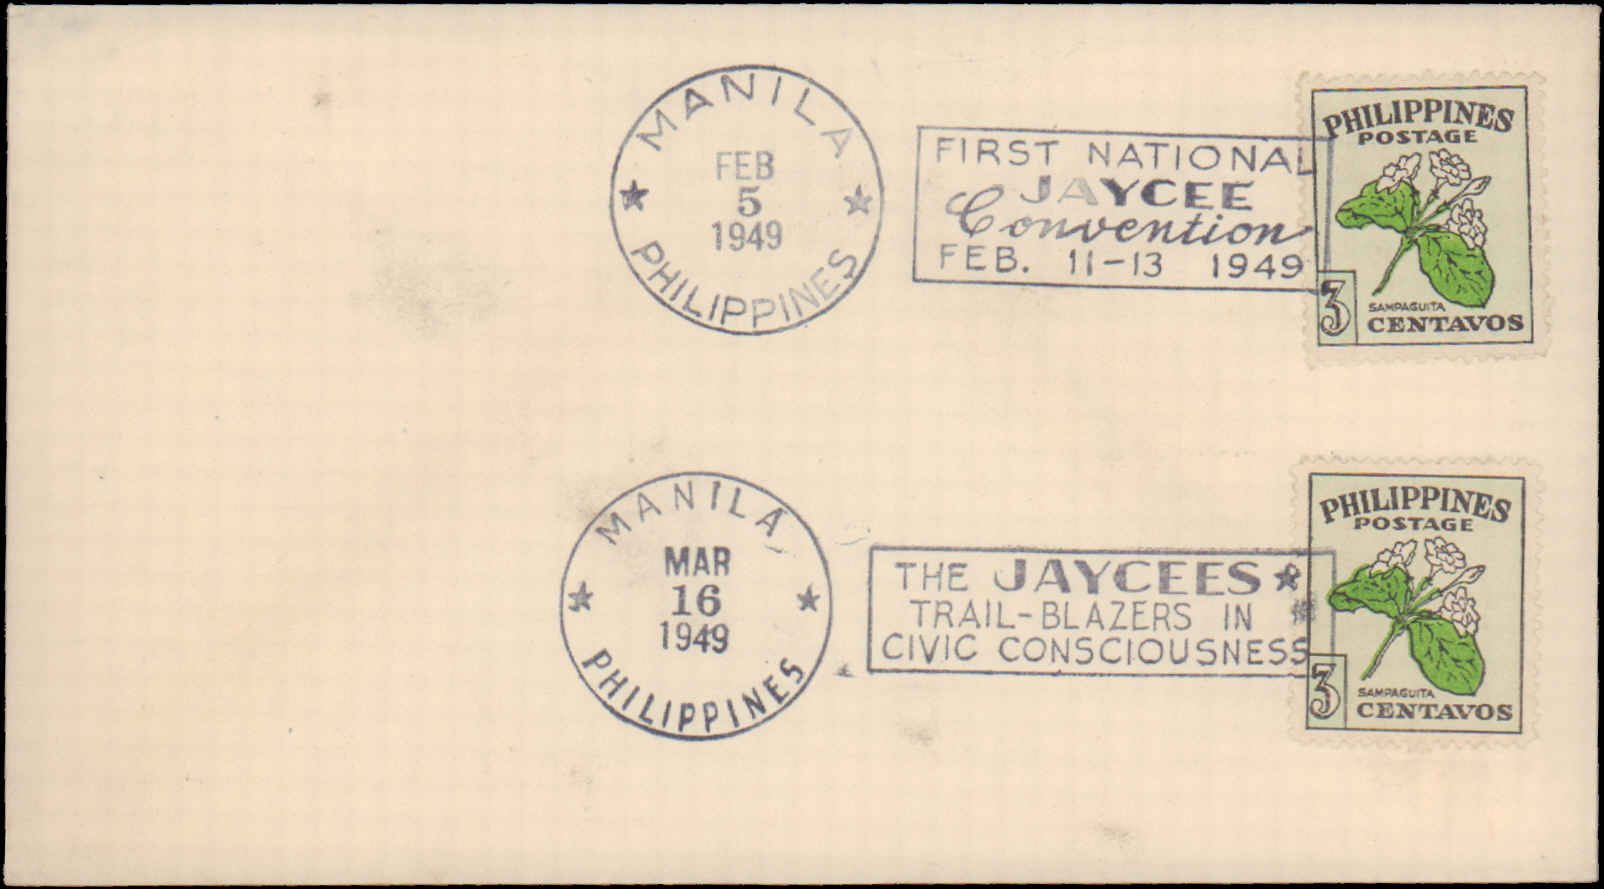 MANILA
FEB
5
1949
PHILIPPINES
FIRST NATIONAL
JAYCEE
Convention
FEB. 11-13 1949
PHILIPPINES
POSTAGE
SAMPAGUITA
3 CENTAVOS
MANILA
MAR
16
1949
PHILIPPINES
THE JAYCEES
TRAIL-BLAZERS IN
CIVIC CONSCIOUSNESS
PHILIPPINES
POSTAGE
SAMPAGUITA
3 CENTAVOS